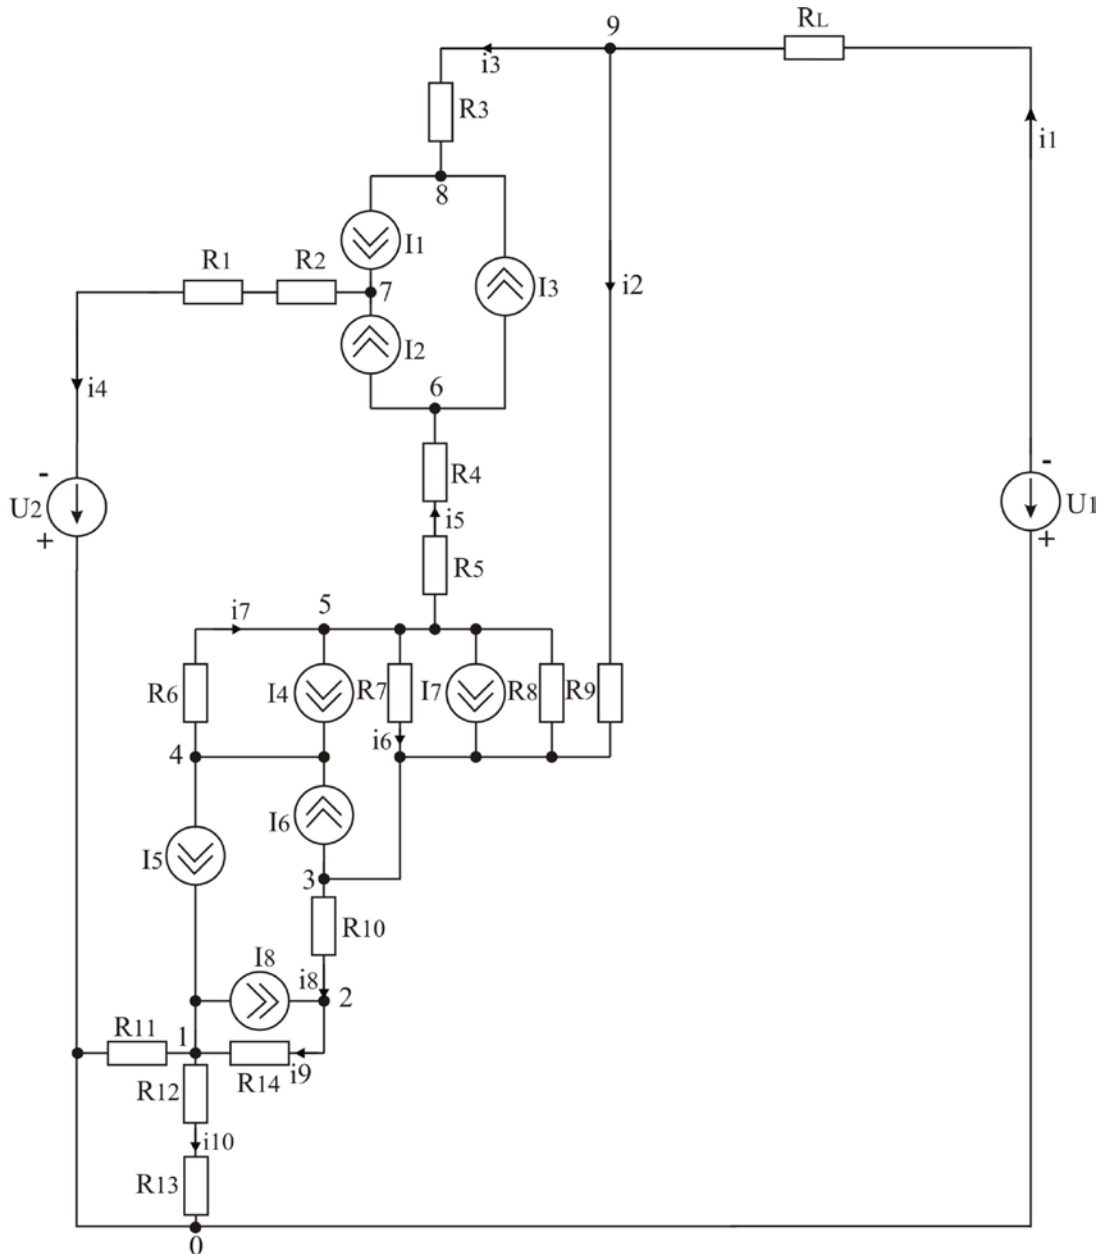 9
RL
i3
R3
i1
8
I1
R1
R2
7
I3
i2
I2
i4
6
-
-
R4
U2
U1
i5
+
+
R5
5
i7
R6
I4
R7
I7
R8
R9
i6
4
I6
I5
3
R10
I8
i8
2
R11
1
R14
i9
R12
i10
R13
0